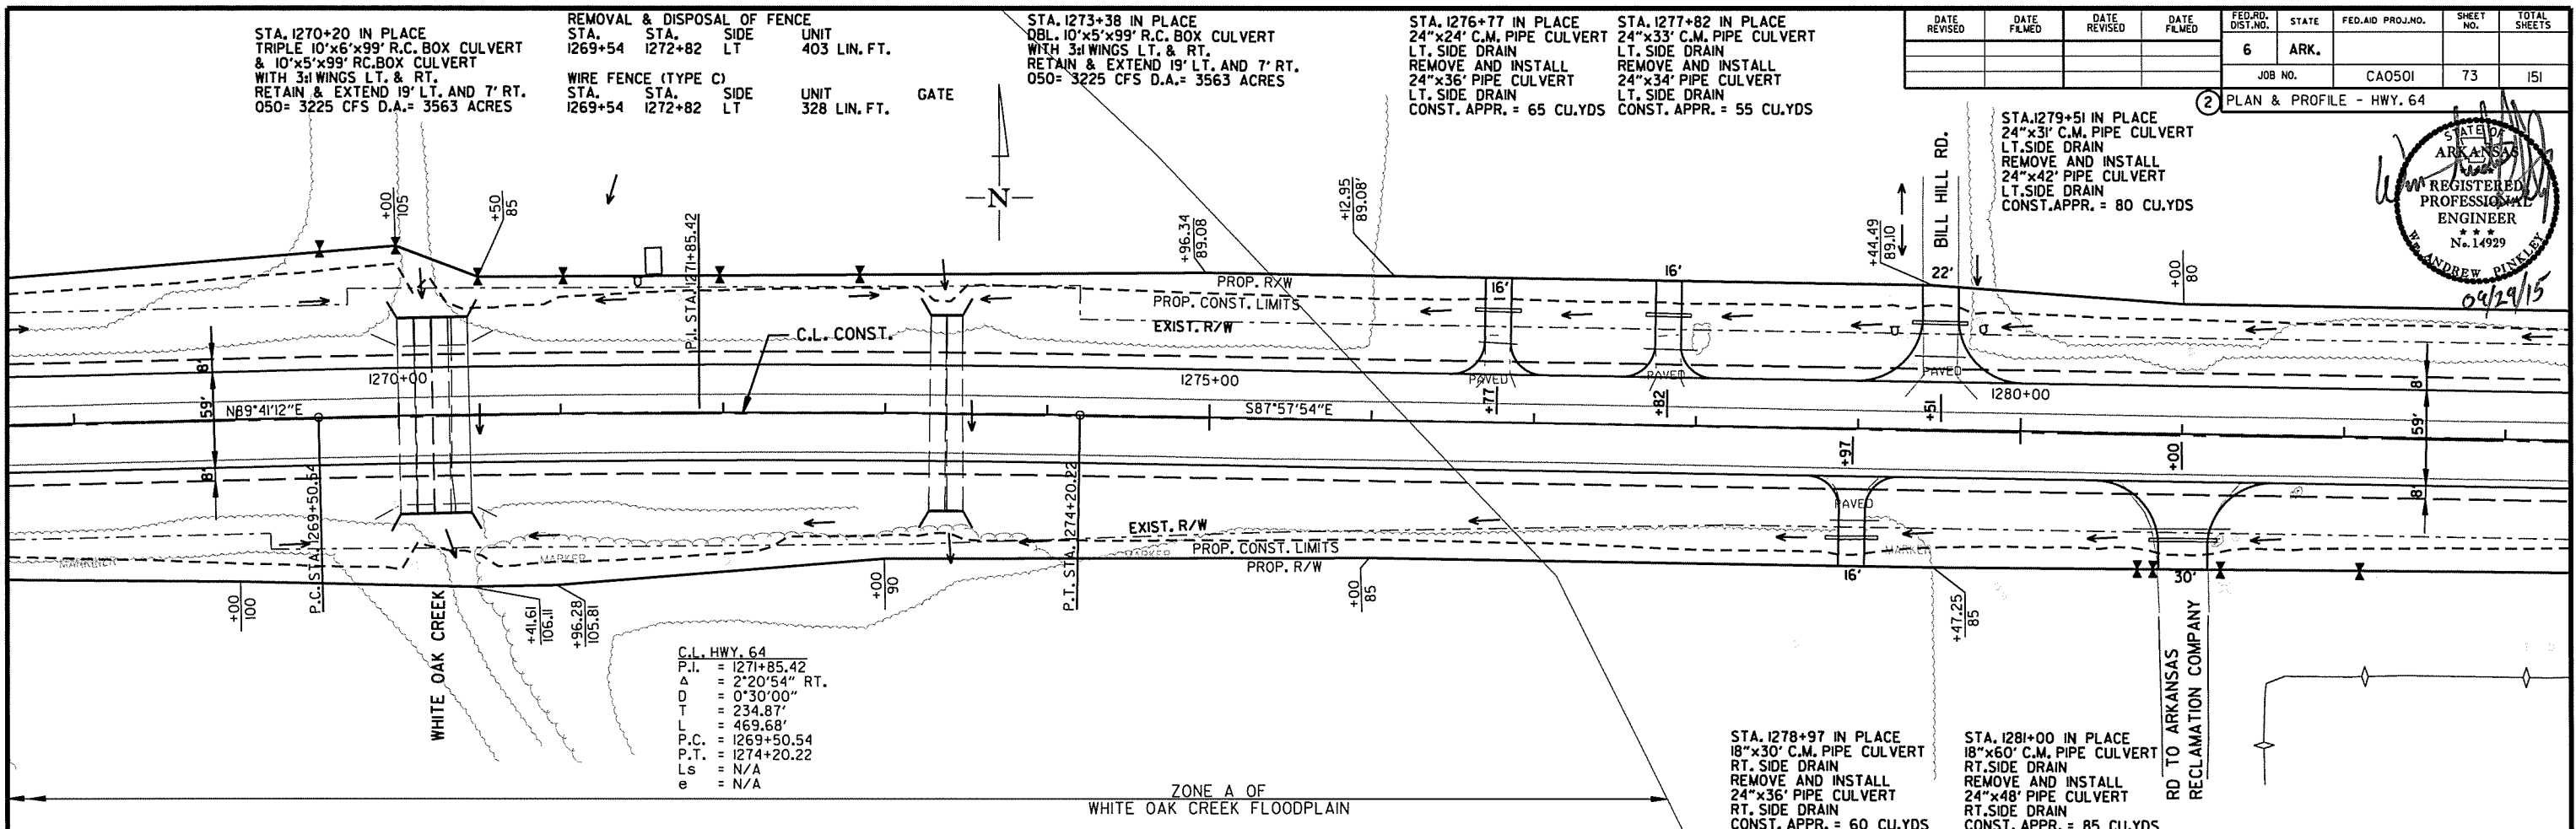 STA. 1270+20 IN PLACE
TRIPLE 10'x6'x99' R.C. BOX CULVERT
& 10'x5'x99' RC.BOX CULVERT
WITH 3:1 WINGS LT. & RT.
RETAIN & EXTEND 19' LT. AND 7' RT.
Q50= 3225 CFS D.A.= 3563 ACRES
REMOVAL & DISPOSAL OF FENCE
STA. STA. SIDE UNIT
1269+54 1272+82 LT 403 LIN. FT.
WIRE FENCE (TYPE C)
STA. STA. SIDE UNIT GATE
1269+54 1272+82 LT 328 LIN. FT.
STA. 1273+38 IN PLACE
DBL. 10'x5'x99' R.C. BOX CULVERT
WITH 3:1 WINGS LT. & RT.
RETAIN & EXTEND 19' LT. AND 7' RT.
Q50= 3225 CFS D.A.= 3563 ACRES
STA. 1276+77 IN PLACE
24"x24' C.M. PIPE CULVERT
LT. SIDE DRAIN
REMOVE AND INSTALL
24"x36' PIPE CULVERT
LT. SIDE DRAIN
CONST. APPR. = 65 CU.YDS
STA. 1277+82 IN PLACE
24"x33' C.M. PIPE CULVERT
LT. SIDE DRAIN
REMOVE AND INSTALL
24"x34' PIPE CULVERT
LT. SIDE DRAIN
CONST. APPR. = 55 CU.YDS
DATE REVISED
DATE FILMED
DATE REVISED
DATE FILMED
FED.RD. DIST.NO.
STATE
FED.AID PROJ.NO.
SHEET NO.
TOTAL SHEETS
6 ARK.
JOB NO. CA0501 73 151
2 PLAN & PROFILE - HWY. 64
STA.1279+51 IN PLACE
24"x31' C.M. PIPE CULVERT
LT.SIDE DRAIN
REMOVE AND INSTALL
24"x42' PIPE CULVERT
LT.SIDE DRAIN
CONST.APPR. = 80 CU.YDS
STATE OF
ARKANSAS
REGISTERED
PROFESSIONAL
ENGINEER
No. 14929
WM. ANDREW PINKLEY
04/29/15
+00
105
+50
85
P.I. STA. 1271+85.42
N
+96.34
89.08
+12.95
89.08'
+44.49
89.10
BILL HILL RD.
+00
80
PROP. R/W
16'
16'
22'
PROP. CONST. LIMITS
EXIST. R/W
C.L. CONST.
8'
1270+00
1275+00
PAVED
PAVED
PAVED
8'
59'
N89°41'12"E
S87°57'54"E
+77
+82
+51
1280+00
59'
8'
P.C. STA. 1269+50.54
P.T. STA. 1274+20.22
+97
+00
8'
PAVED
EXIST. R/W
PROP. CONST. LIMITS
PROP. R/W
MARKER
MARKER
MARKER
MARKER
16'
30'
+00
100
WHITE OAK CREEK
+41.61
106.11
+96.28
105.81
+00
90
+00
85
+47.25
85
RD TO ARKANSAS
RECLAMATION COMPANY
C.L. HWY. 64
P.I. = 1271+85.42
Δ = 2°20'54" RT.
D = 0°30'00"
T = 234.87'
L = 469.68'
P.C. = 1269+50.54
P.T. = 1274+20.22
Ls = N/A
e = N/A
ZONE A OF
WHITE OAK CREEK FLOODPLAIN
STA. 1278+97 IN PLACE
18"x30' C.M. PIPE CULVERT
RT. SIDE DRAIN
REMOVE AND INSTALL
24"x36' PIPE CULVERT
RT. SIDE DRAIN
CONST. APPR. = 60 CU.YDS
STA. 1281+00 IN PLACE
18"x60' C.M. PIPE CULVERT
RT.SIDE DRAIN
REMOVE AND INSTALL
24"x48' PIPE CULVERT
RT.SIDE DRAIN
CONST. APPR. = 85 CU.YDS